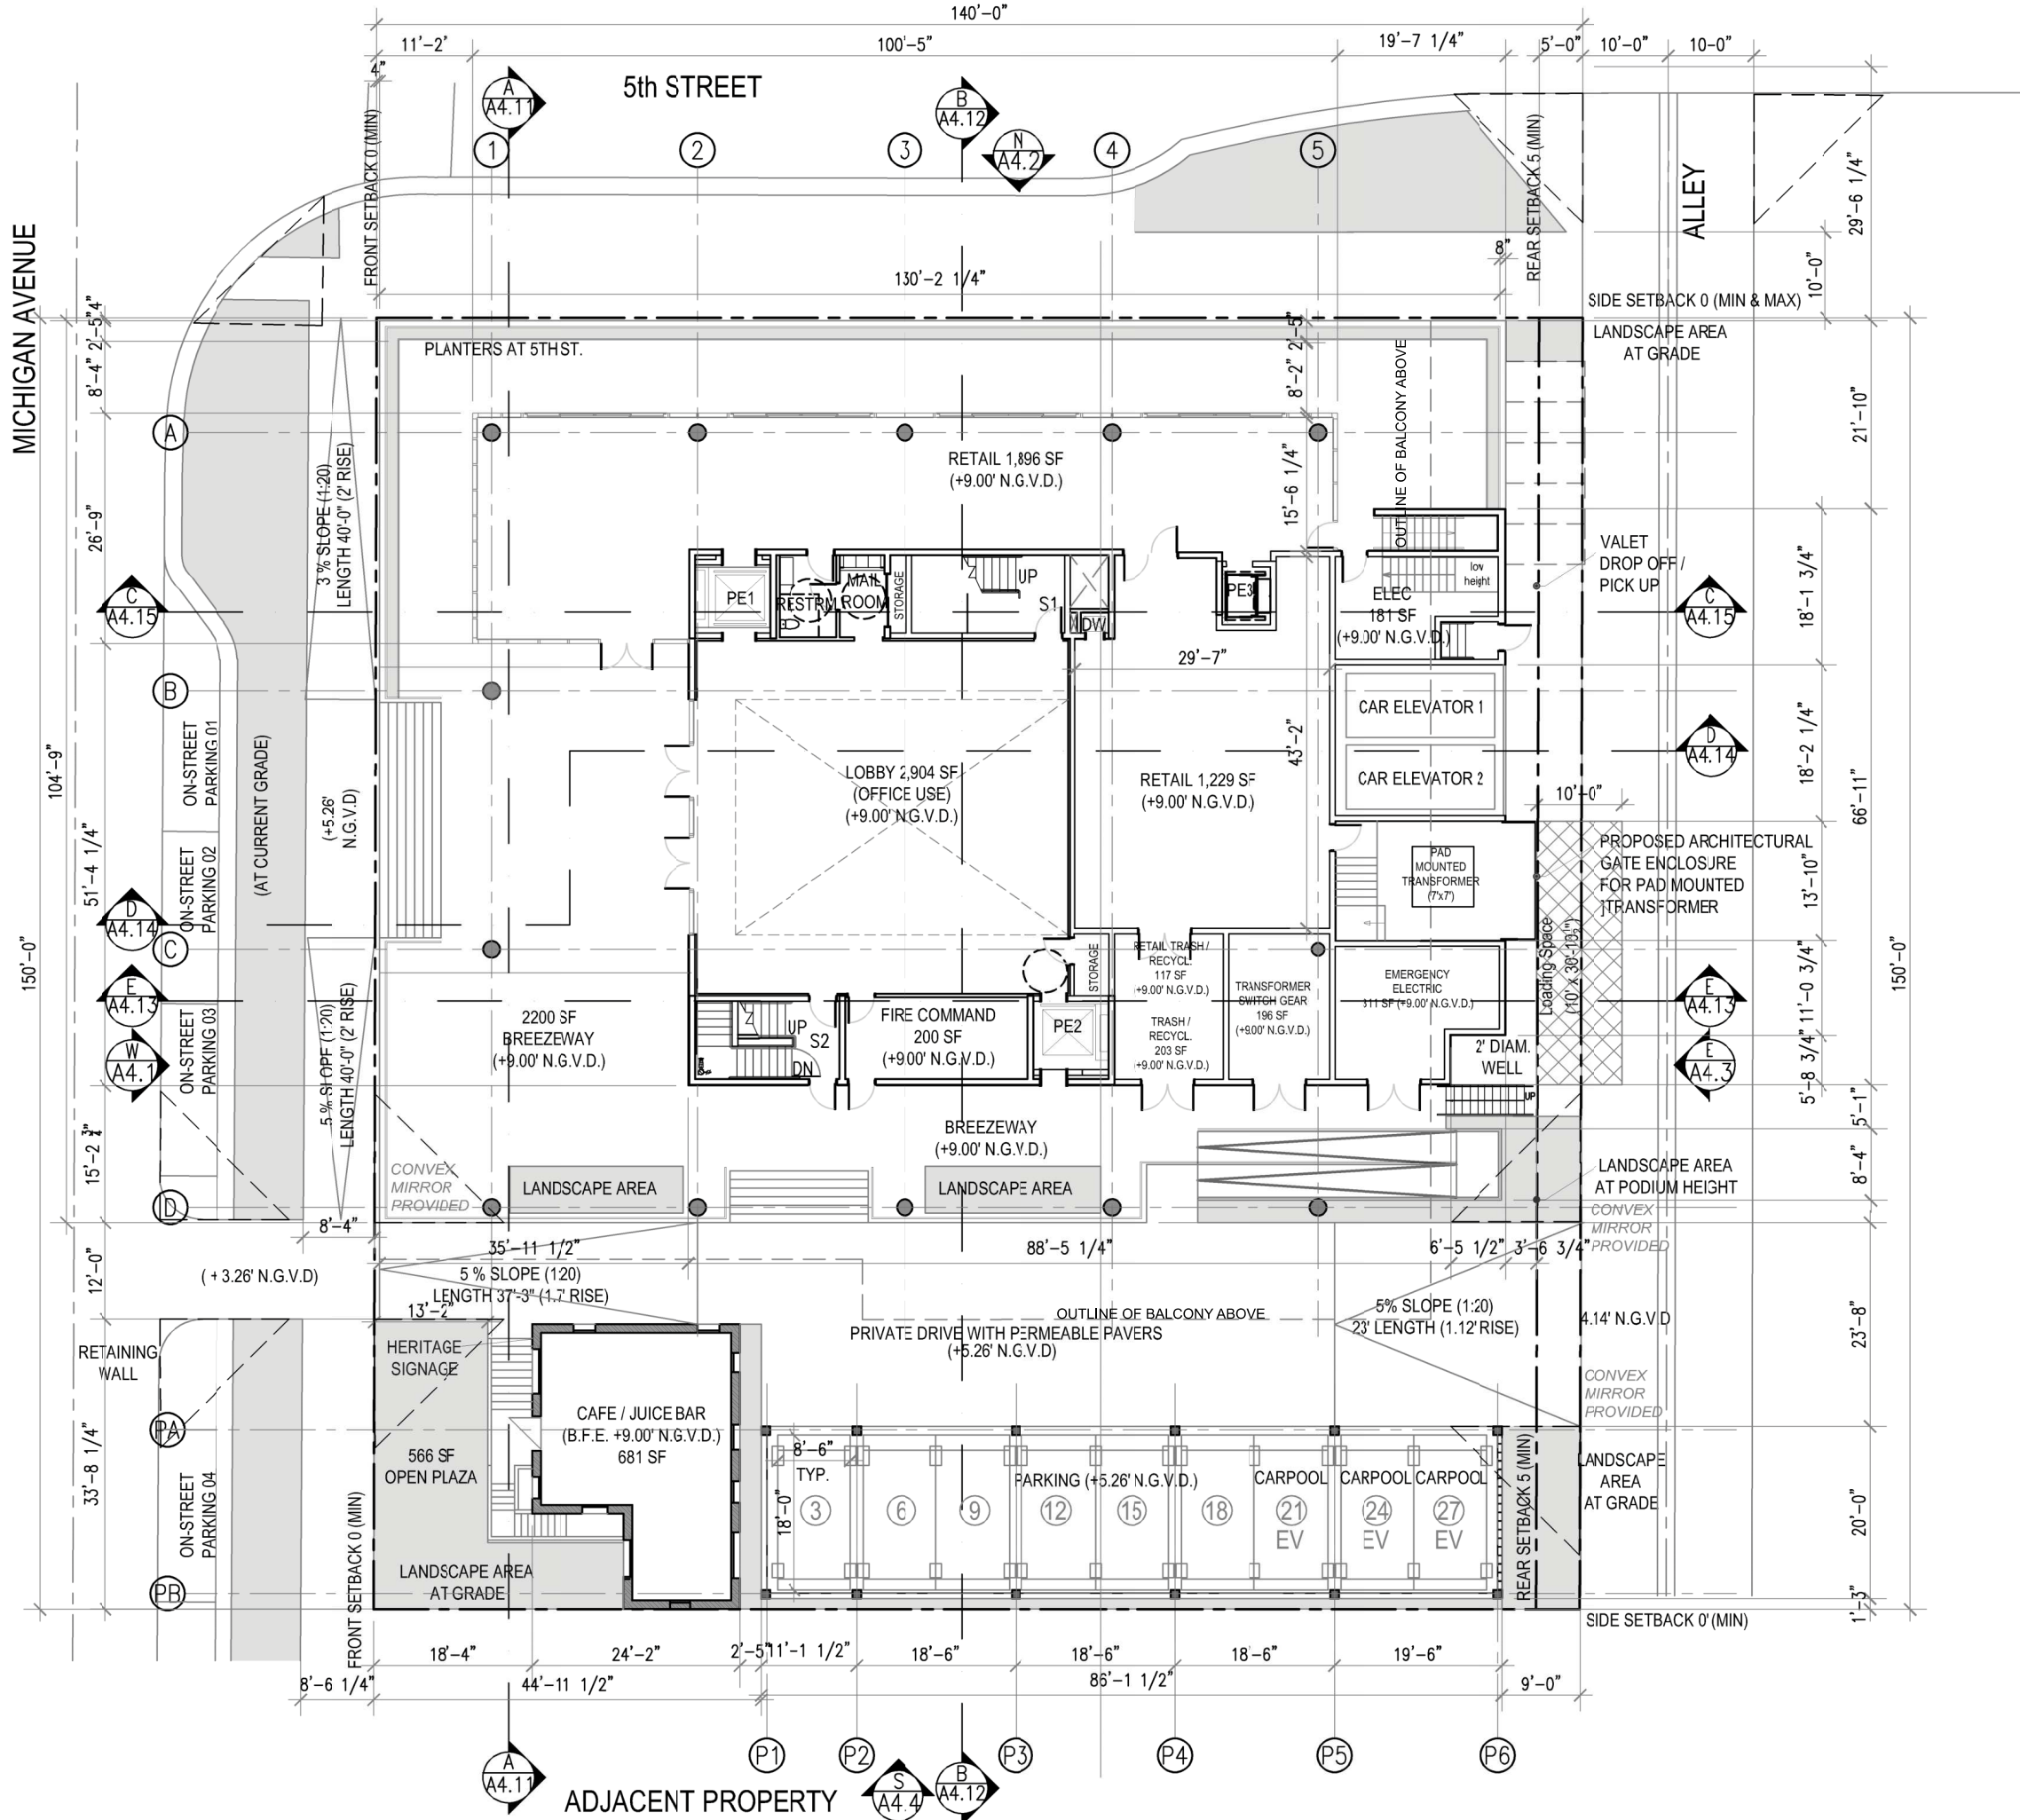 140'-0"
11'-2'
100'-5"
19'-7 1/4"
5'-0"
10'-0"
10-0"
4"
5th STREET
A
A4.11
B
A4.12
N
A4.2
1
2
3
4
5
FRONT SETBACK 0 (MIN)
REAR SETBACK 5 (MIN)
ALLEY
29'-6 1/4"
10'-0"
8"
130'-2 1/4"
MICHIGAN AVENUE
SIDE SETBACK 0 (MIN & MAX)
LANDSCAPE AREA
AT GRADE
PLANTERS AT 5TH ST.
2'-5"
4"
8'-4"
2'-5"
8'-2"
OUTLINE OF BALCONY ABOVE
21'-10"
A
RETAIL 1,896 SF
(+9.00' N.G.V.D.)
15'-6 1/4"
3 % SLOPE (1:20)
LENGTH 40'-0" (2' RISE)
26'-9"
VALET
DROP OFF /
PICK UP
PE1
RESTRM
MAIL
ROOM
STORAGE
UP
S1
DW
PE3
low
height
ELEC
181 SF
(+9.00' N.G.V.D.)
18'-1 3/4"
C
A4.15
C
A4.15
29'-7"
B
CAR ELEVATOR 1
CAR ELEVATOR 2
18'-2 1/4"
D
A4.14
43'-2"
104'-9"
ON-STREET
PARKING 01
(AT CURRENT GRADE)
(+5.26'
N.G.V.D)
LOBBY 2,904 SF
(OFFICE USE)
(+9.00' N.G.V.D.)
RETAIL 1,229 SF
(+9.00' N.G.V.D.)
10'-0"
66'-11"
51'-4 1/4"
ON-STREET
PARKING 02
PAD
MOUNTED
TRANSFORMER
(7'x7')
PROPOSED ARCHITECTURAL
GATE ENCLOSURE
FOR PAD MOUNTED
]TRANSFORMER
13'-10"
D
A4.14
C
150'-0"
150'-0"
STORAGE
RETAIL TRASH /
RECYCL.
117 SF
(+9.00' N.G.V.D.)
TRANSFORMER
SWITCH GEAR
196 SF
(+9.00' N.G.V.D.)
EMERGENCY
ELECTRIC
311 SF (+9.00' N.G.V.D.)
Loading Space
11'-0 3/4"
E
A4.13
E
A4.13
ON-STREET
PARKING 03
5 % SLOPE (1:20)
LENGTH 40'-0" (2' RISE)
2200 SF
BREEZEWAY
(+9.00' N.G.V.D.)
UP
S2
DN
FIRE COMMAND
200 SF
(+9.00' N.G.V.D.)
PE2
TRASH /
RECYCL.
203 SF
(+9.00' N.G.V.D.)
2' DIAM.
WELL
UP
5'-8 3/4"
W
A4.1
E
A4.3
5'-1"
BREEZEWAY
(+9.00' N.G.V.D.)
CONVEX
MIRROR
PROVIDED
LANDSCAPE AREA
LANDSCAPE AREA
LANDSCAPE AREA
AT PODIUM HEIGHT
8'-4"
D
CONVEX
MIRROR
PROVIDED
8'-4"
12'-0"
35'-11 1/2"
88'-5 1/4"
6'-5 1/2"
3'-6 3/4"
( + 3.26' N.G.V.D)
5 % SLOPE (1:20)
LENGTH 37'-3" (1.7' RISE)
13'-2"
OUTLINE OF BALCONY ABOVE
PRIVATE DRIVE WITH PERMEABLE PAVERS
(+5.26' N.G.V.D)
5% SLOPE (1:20)
23' LENGTH (1.12' RISE)
4.14' N.G.V.D
23'-8"
RETAINING
WALL
HERITAGE
SIGNAGE
CONVEX
MIRROR
PROVIDED
PA
CAFE / JUICE BAR
(B.F.E. +9.00' N.G.V.D.)
681 SF
566 SF
OPEN PLAZA
8'-6"
TYP.
18'-0"
PARKING (+5.26' N.G.V.D.)
CARPOOL
CARPOOL
CARPOOL
3
6
9
12
15
18
21
EV
24
EV
27
EV
LANDSCAPE
AREA
AT GRADE
33'-8 1/4"
ON-STREET
PARKING 04
20'-0"
PB
LANDSCAPE AREA
AT GRADE
FRONT SETBACK 0 (MIN)
REAR SETBACK 5 (MIN)
1'-3"
SIDE SETBACK 0' (MIN)
18'-4"
24'-2"
2'-5"
11'-1 1/2"
18'-6"
18'-6"
18'-6"
19'-6"
8'-6 1/4"
44'-11 1/2"
86'-1 1/2"
9'-0"
P1
P2
P3
P4
P5
P6
A
A4.11
ADJACENT PROPERTY
S
A4.4
B
A4.12